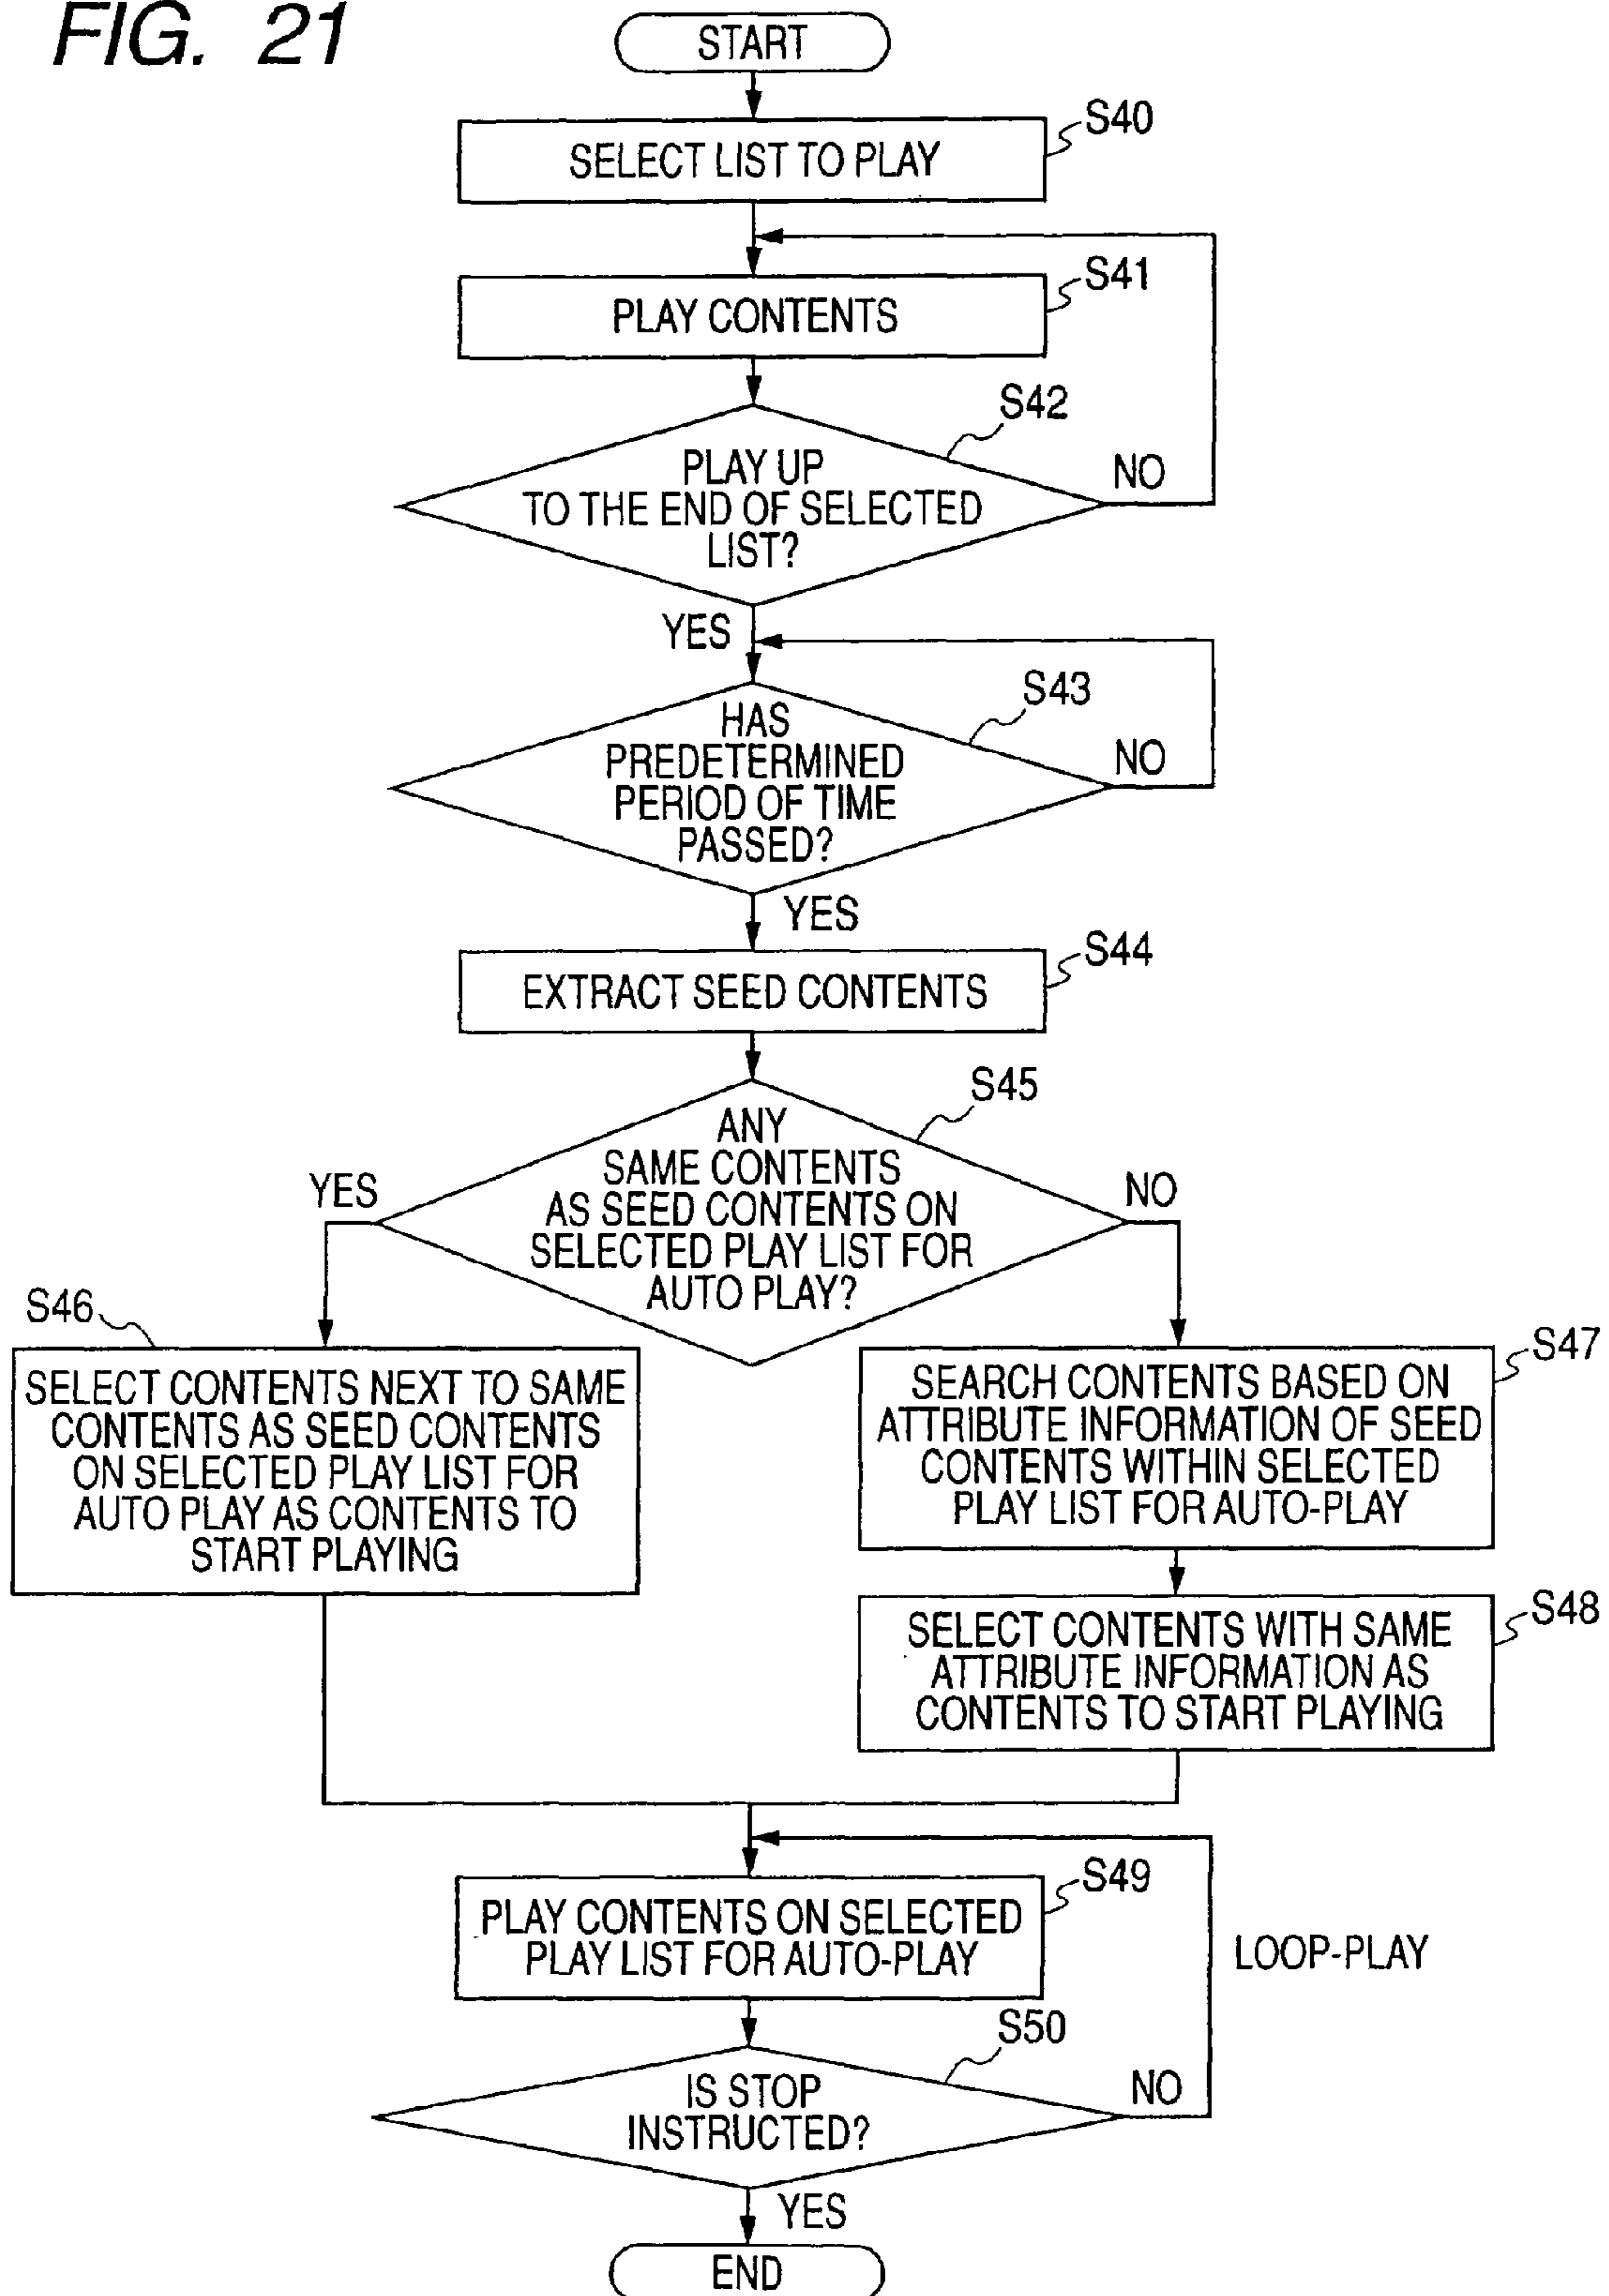 FIG. 21
START
S40
SELECT LIST TO PLAY
S41
PLAY CONTENTS
S42
PLAY UP
TO THE END OF SELECTED
LIST?
NO
YES
S43
HAS
PREDETERMINED
PERIOD OF TIME
PASSED?
NO
YES
S44
EXTRACT SEED CONTENTS
S45
ANY
SAME CONTENTS
AS SEED CONTENTS ON
SELECTED PLAY LIST FOR
AUTO PLAY?
YES
NO
S46
SELECT CONTENTS NEXT TO SAME
CONTENTS AS SEED CONTENTS
ON SELECTED PLAY LIST FOR
AUTO PLAY AS CONTENTS TO
START PLAYING
S47
SEARCH CONTENTS BASED ON
ATTRIBUTE INFORMATION OF SEED
CONTENTS WITHIN SELECTED
PLAY LIST FOR AUTO-PLAY
S48
SELECT CONTENTS WITH SAME
ATTRIBUTE INFORMATION AS
CONTENTS TO START PLAYING
S49
PLAY CONTENTS ON SELECTED
PLAY LIST FOR AUTO-PLAY
LOOP-PLAY
S50
IS STOP
INSTRUCTED?
NO
YES
END